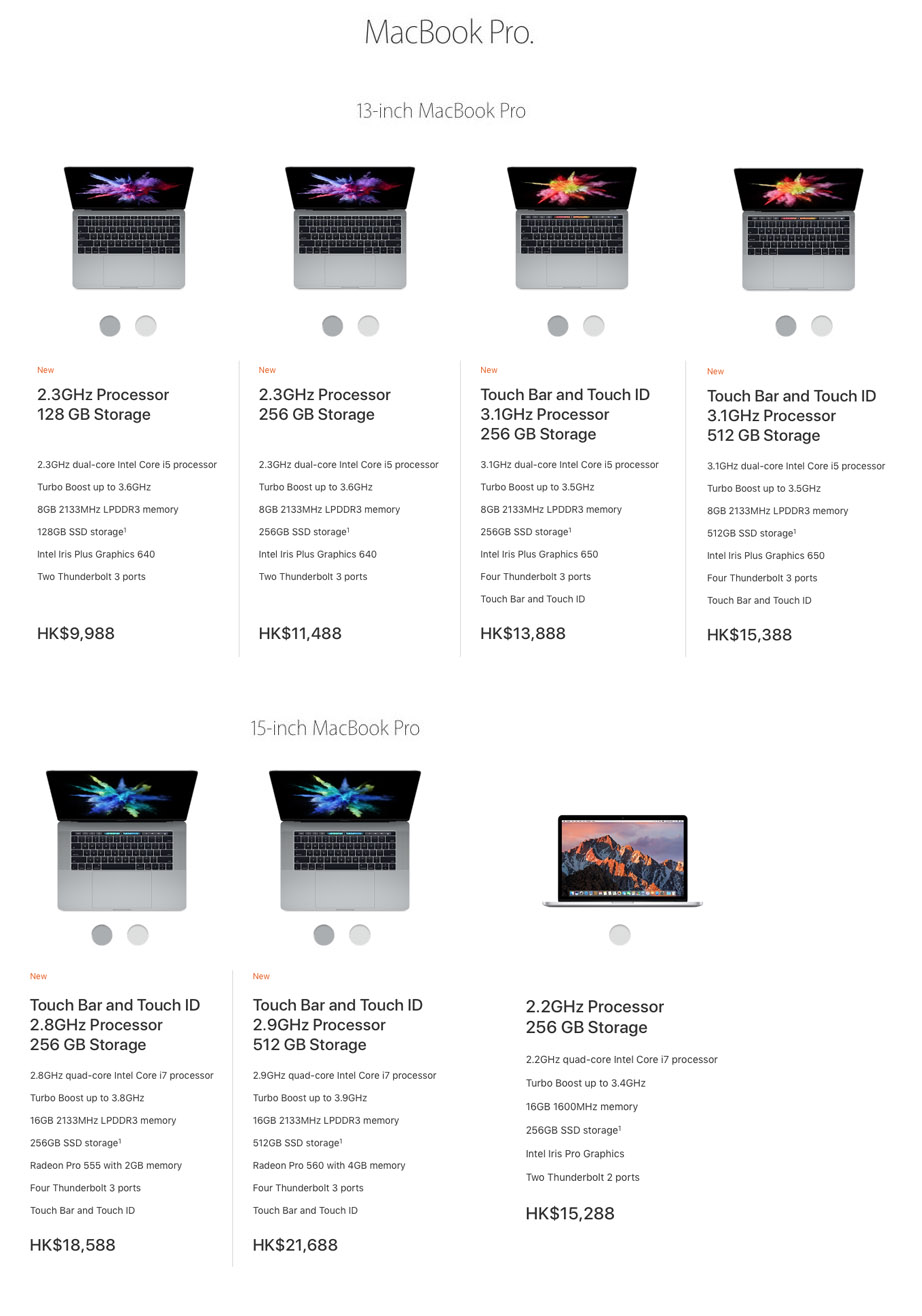 MacBook Pro.
13-inch MacBook Pro
New
2.3GHz Processor
128 GB Storage
2.3GHz dual-core Intel Core i5 processor
Turbo Boost up to 3.6GHz
8GB 2133MHz LPDDR3 memory
128GB SSD storage¹
Intel Iris Plus Graphics 640
Two Thunderbolt 3 ports
HK$9,988
New
2.3GHz Processor
256 GB Storage
2.3GHz dual-core Intel Core i5 processor
Turbo Boost up to 3.6GHz
8GB 2133MHz LPDDR3 memory
256GB SSD storage¹
Intel Iris Plus Graphics 640
Two Thunderbolt 3 ports
HK$11,488
New
Touch Bar and Touch ID
3.1GHz Processor
256 GB Storage
3.1GHz dual-core Intel Core i5 processor
Turbo Boost up to 3.5GHz
8GB 2133MHz LPDDR3 memory
256GB SSD storage¹
Intel Iris Plus Graphics 650
Four Thunderbolt 3 ports
Touch Bar and Touch ID
HK$13,888
New
Touch Bar and Touch ID
3.1GHz Processor
512 GB Storage
3.1GHz dual-core Intel Core i5 processor
Turbo Boost up to 3.5GHz
8GB 2133MHz LPDDR3 memory
512GB SSD storage¹
Intel Iris Plus Graphics 650
Four Thunderbolt 3 ports
Touch Bar and Touch ID
HK$15,388
15-inch MacBook Pro
New
Touch Bar and Touch ID
2.8GHz Processor
256 GB Storage
2.8GHz quad-core Intel Core i7 processor
Turbo Boost up to 3.8GHz
16GB 2133MHz LPDDR3 memory
256GB SSD storage¹
Radeon Pro 555 with 2GB memory
Four Thunderbolt 3 ports
Touch Bar and Touch ID
HK$18,588
New
Touch Bar and Touch ID
2.9GHz Processor
512 GB Storage
2.9GHz quad-core Intel Core i7 processor
Turbo Boost up to 3.9GHz
16GB 2133MHz LPDDR3 memory
512GB SSD storage¹
Radeon Pro 560 with 4GB memory
Four Thunderbolt 3 ports
Touch Bar and Touch ID
HK$21,688
2.2GHz Processor
256 GB Storage
2.2GHz quad-core Intel Core i7 processor
Turbo Boost up to 3.4GHz
16GB 1600MHz memory
256GB SSD storage¹
Intel Iris Pro Graphics
Two Thunderbolt 2 ports
HK$15,288